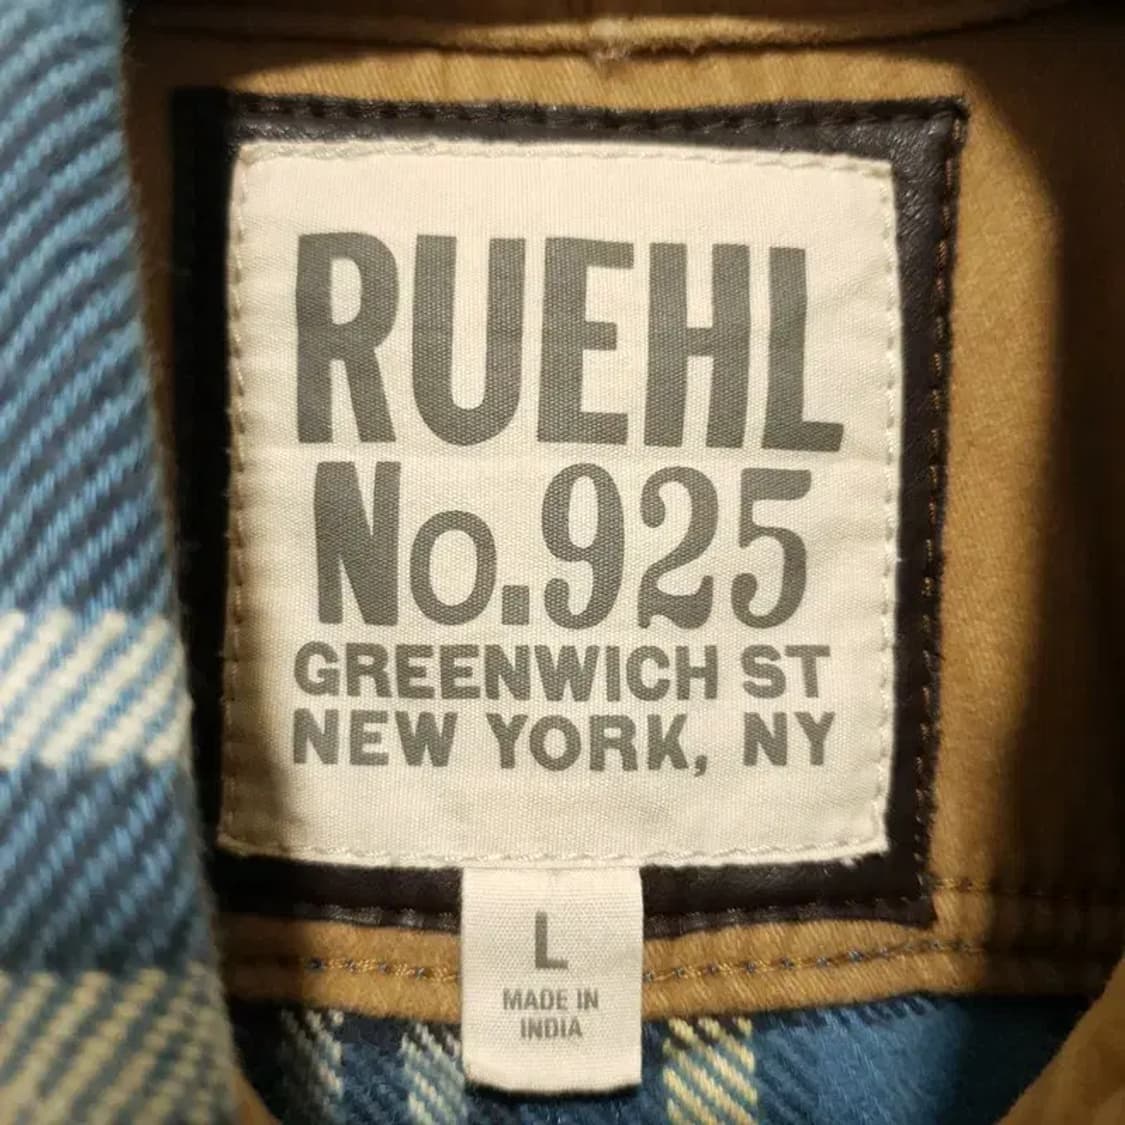 RUEHL
No.925
GREENWICH ST
NEW YORK, NY
L
MADE IN
INDIA